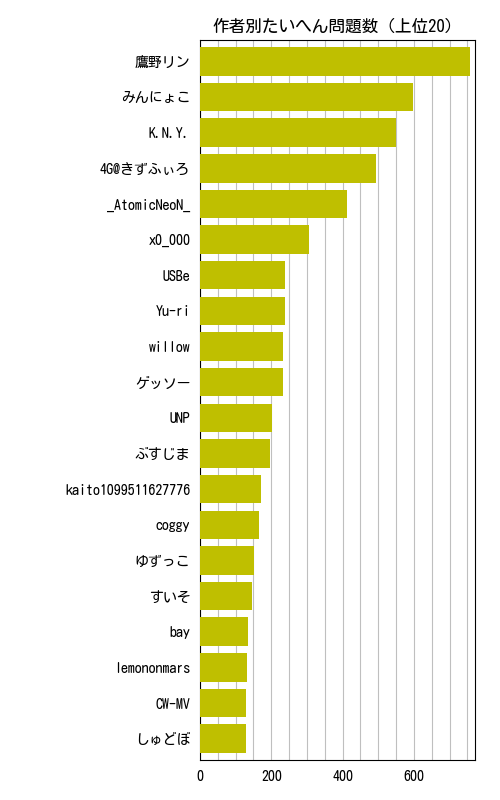 作者別たいへん問題数（上位20）
鷹野リン
みんにょこ
K.N.Y.
4G@きずふぃろ
_AtomicNeoN_
x0_000
USBe
Yu-ri
willow
ゲッソー
UNP
ぷすじま
kaito1099511627776
coggy
ゆずっこ
すいそ
bay
lemononmars
CW-MV
しゅどぼ
0 200 400 600